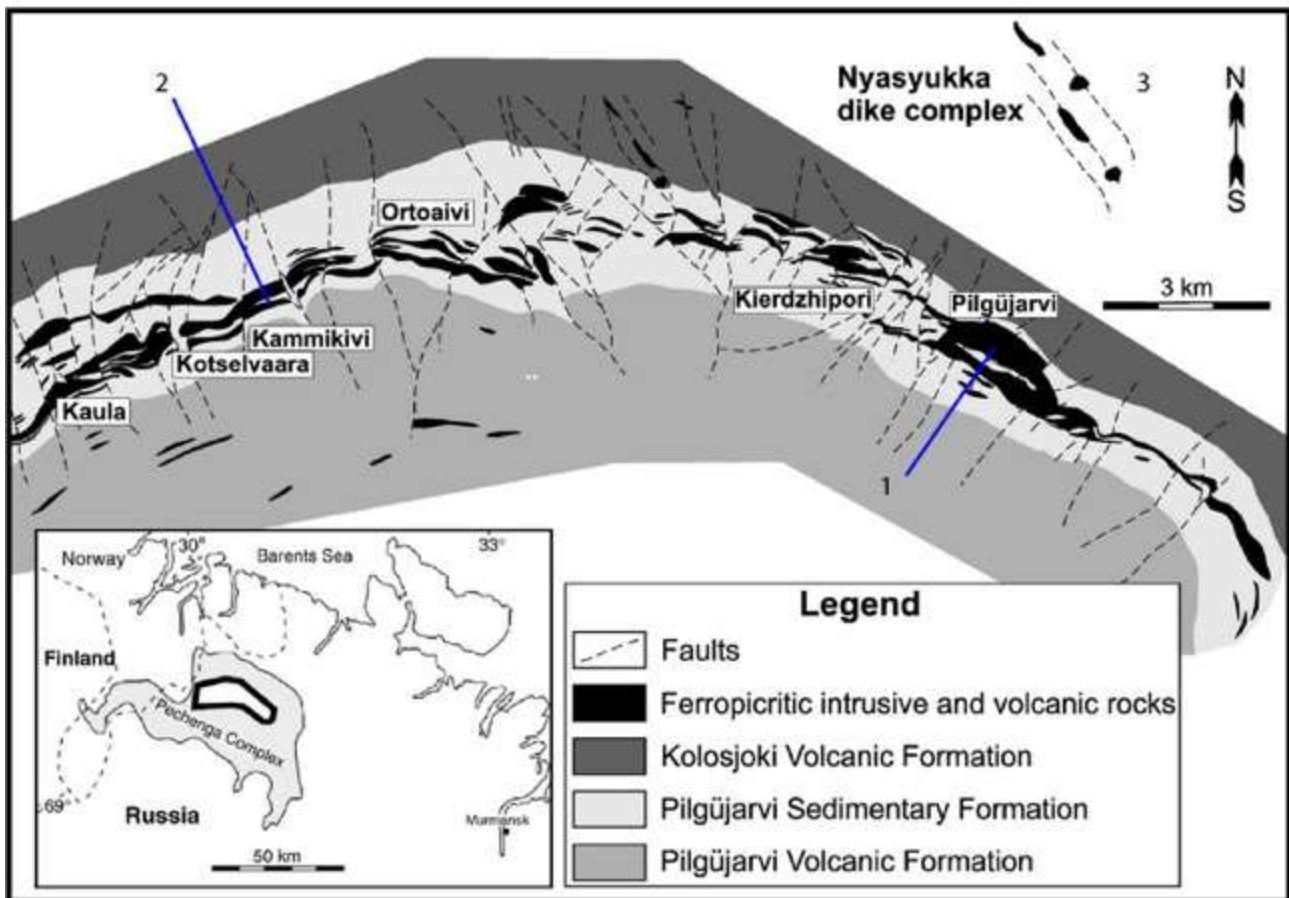 2
Nyasyukka
dike complex
3
N
S
Ortoaivi
3 km
Kierdzhipori
Pilgüjarvi
Kammikivi
Kotselvaara
Kaula
1
Norway
30°
Barents Sea
33°
Finland
Pechenga Complex
69°
Russia
Murmansk
50 km
Legend
Faults
Ferropicritic intrusive and volcanic rocks
Kolosjoki Volcanic Formation
Pilgüjarvi Sedimentary Formation
Pilgüjarvi Volcanic Formation